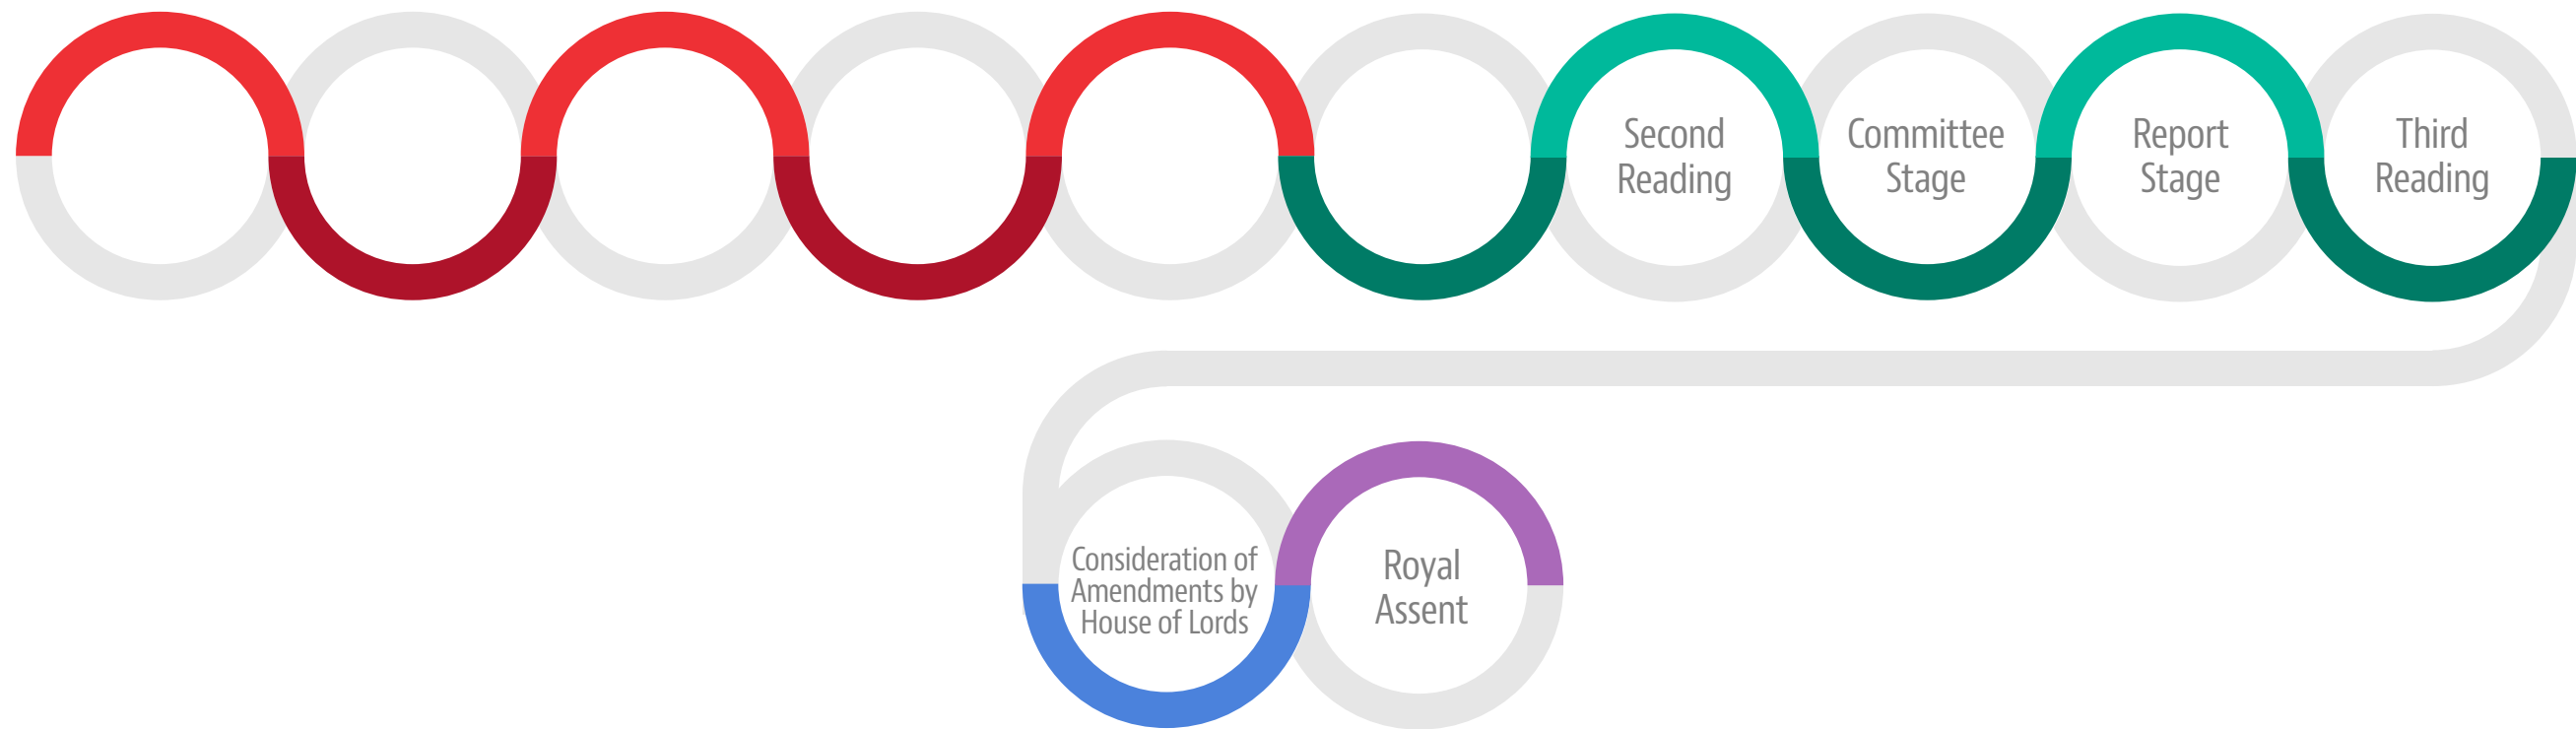 Second
Reading
Committee
Stage
Report
Stage
Third
Reading
Consideration of
Amendments by
House of Lords
Royal
Assent